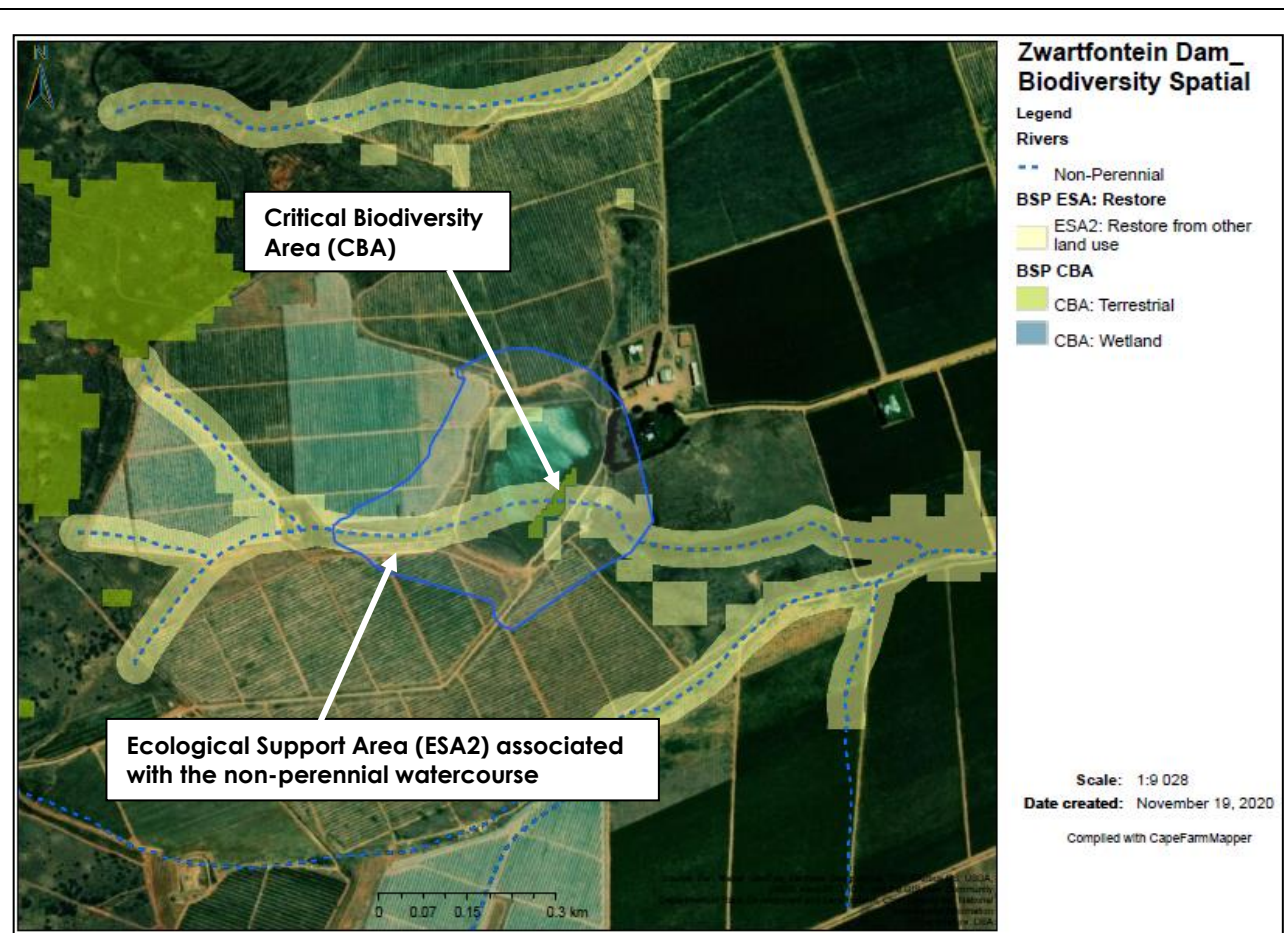 N
Critical Biodiversity
Area (CBA)
Ecological Support Area (ESA2) associated
with the non-perennial watercourse
0 0.07 0.15 0.3 km
Zwartfontein Dam_
Biodiversity Spatial
Legend
Rivers
Non-Perennial
BSP ESA: Restore
ESA2: Restore from other
land use
BSP CBA
CBA: Terrestrial
CBA: Wetland
Scale: 1:9 028
Date created: November 19, 2020
Compiled with CapeFarmMapper